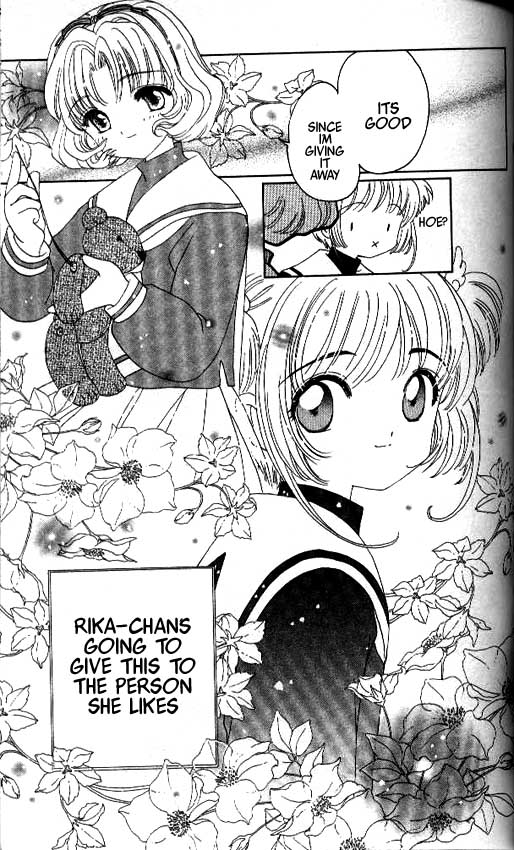 ITS
GOOD
SINCE
IM
GIVING
IT
AWAY
HOE?
RIKA-CHANS
GOING TO
GIVE THIS TO
THE PERSON
SHE LIKES